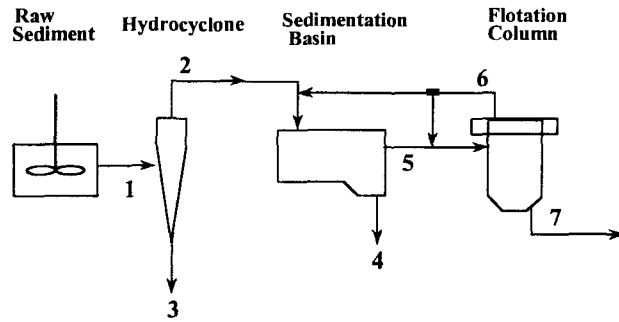 Raw
Sediment
Hydrocyclone
Sedimentation
Basin
Flotation
Column
2
6
1
5
7
4
3